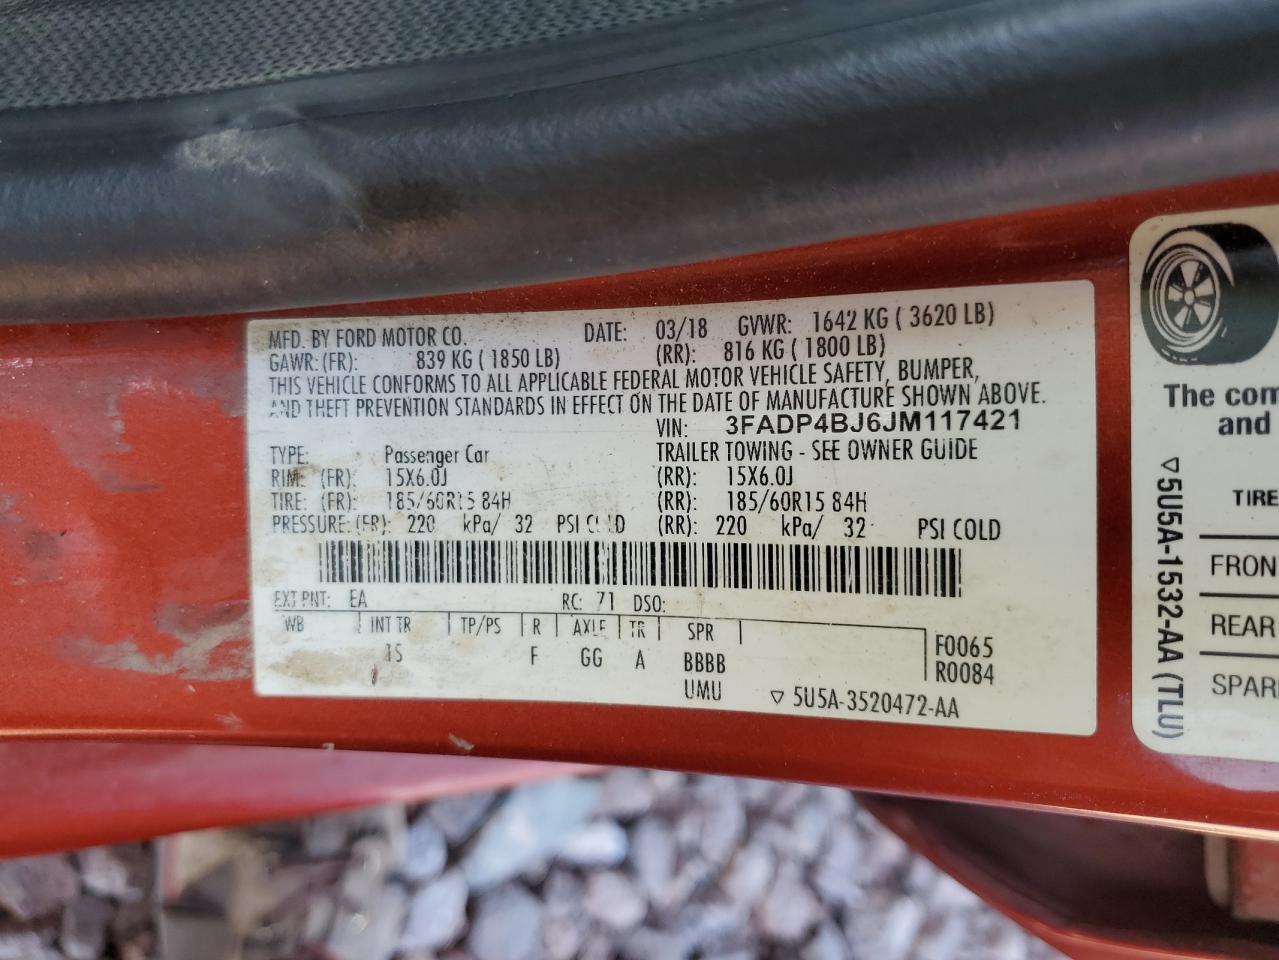 MFD. BY FORD MOTOR CO. DATE: 03/18 GVWR: 1642 KG ( 3620 LB)
GAWR: (FR): 839 KG ( 1850 LB) (RR): 816 KG ( 1800 LB)
THIS VEHICLE CONFORMS TO ALL APPLICABLE FEDERAL MOTOR VEHICLE SAFETY, BUMPER,
AND THEFT PREVENTION STANDARDS IN EFFECT ON THE DATE OF MANUFACTURE SHOWN ABOVE.
VIN: 3FADP4BJ6JM117421
TYPE: Passenger Car TRAILER TOWING - SEE OWNER GUIDE
RIM: (FR): 15X6.0J (RR): 15X6.0J
TIRE: (FR): 185/60R15 84H (RR): 185/60R15 84H
PRESSURE: (FR): 220 kPa/ 32 PSI COLD (RR): 220 kPa/ 32 PSI COLD
EXT PNT: EA RC: 71 DSO:
WB INT TR TP/PS R AXLE TR SPR
15 F GG A BBBB
UMU
F0065
R0084
▽ 5U5A-3520472-AA
The com
and
TIRE
FRON
REAR
SPAR
▽ 5U5A-1532-AA (TLU)